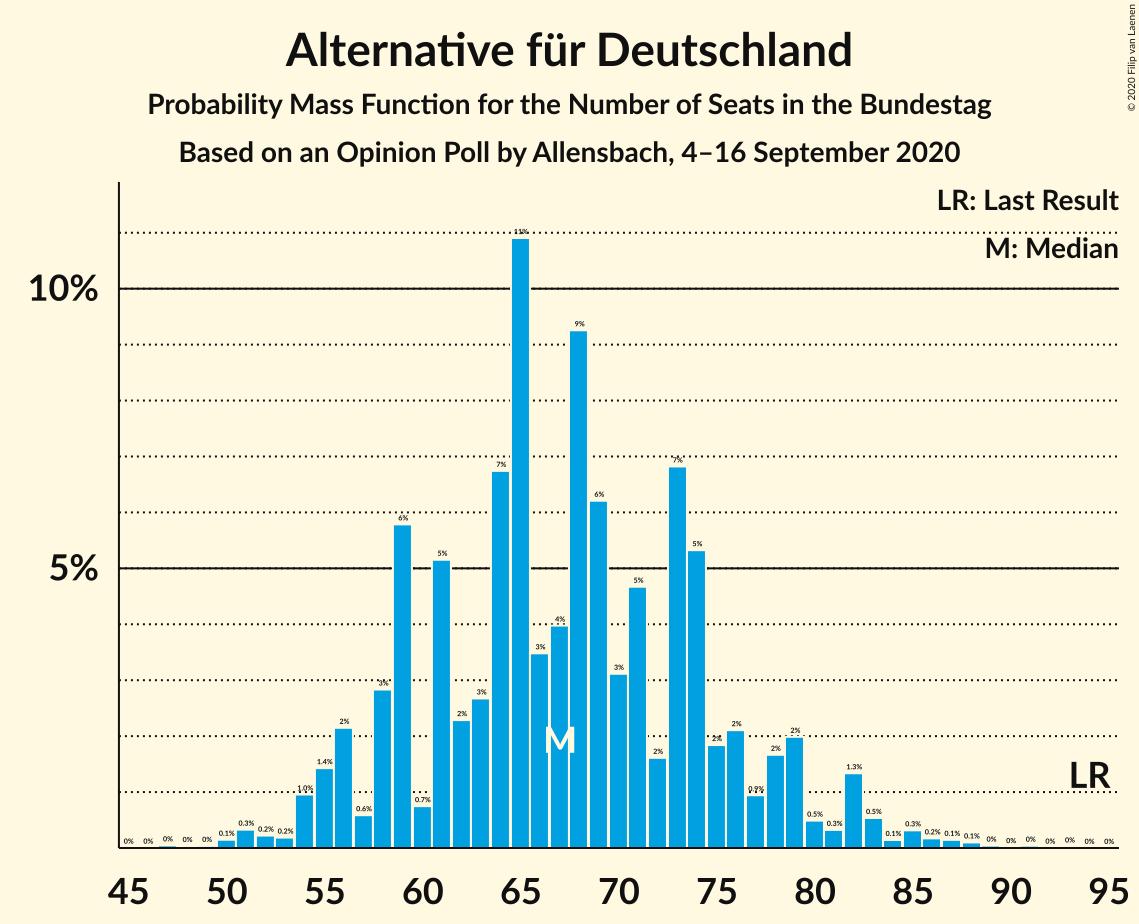 © 2020 Filip van Laenen
Alternative für Deutschland
Probability Mass Function for the Number of Seats in the Bundestag
Based on an Opinion Poll by Allensbach, 4–16 September 2020
LR: Last Result
M: Median
10%
5%
0% 0% 0% 0% 0% 0.1% 0.3% 0.2% 0.2% 1.0% 1.4% 2% 0.6% 3% 6% 0.7% 5% 2% 3% 7% 11% 3% 4% 9% 6% 3% 5% 2% 7% 5% 2% 2% 0.9% 2% 2% 0.5% 0.3% 1.3% 0.5% 0.1% 0.3% 0.2% 0.1% 0.1% 0% 0% 0% 0% 0% 0% 0%
M
LR
45 50 55 60 65 70 75 80 85 90 95